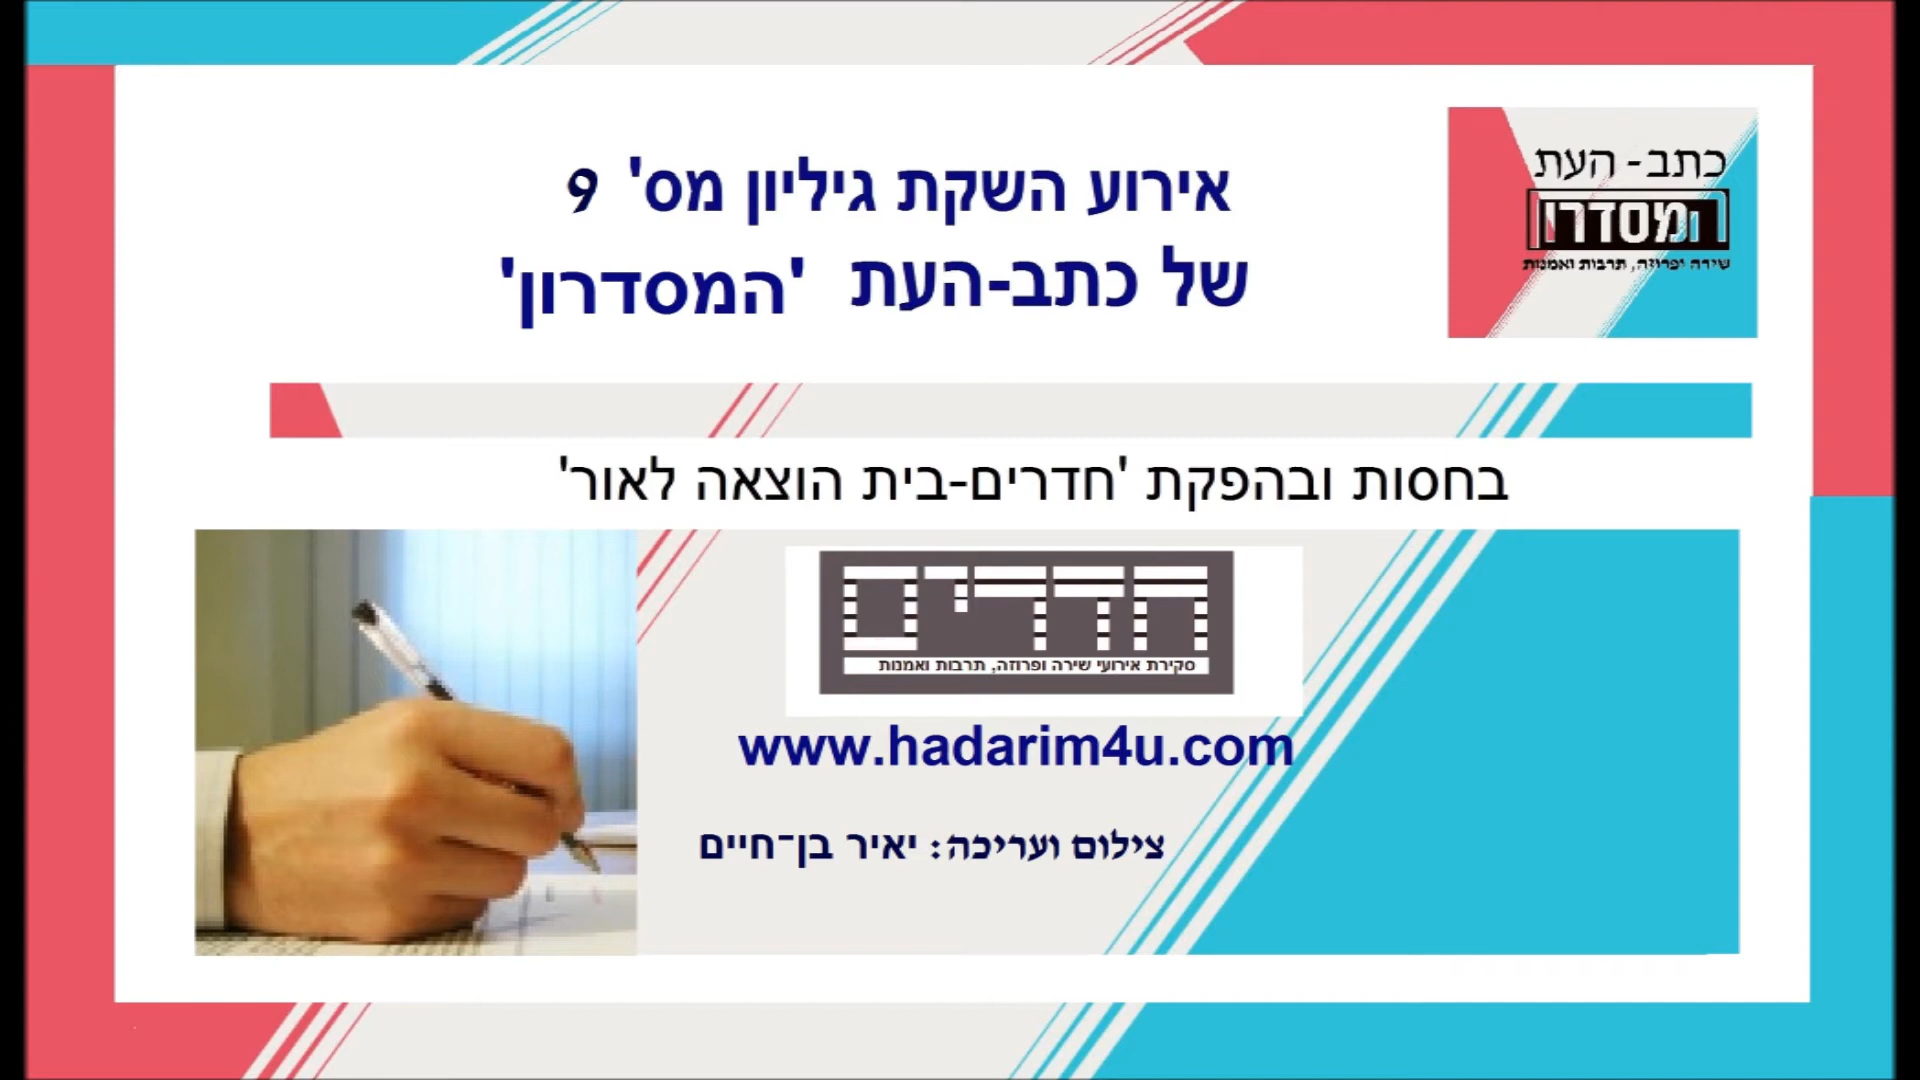 אירוע השקת גיליון מס' 9
של כתב-העת 'המסדרון'
כתב-העת
המסדרון
שירה ופרוזה, תרבות ואמנות
בחסות ובהפקת 'חדרים-בית הוצאה לאור'
חדרים
סקירת אירועי שירה ופרוזה, תרבות ואמנות
www.hadarim4u.com
צילום ועריכה: יאיר בן־חיים